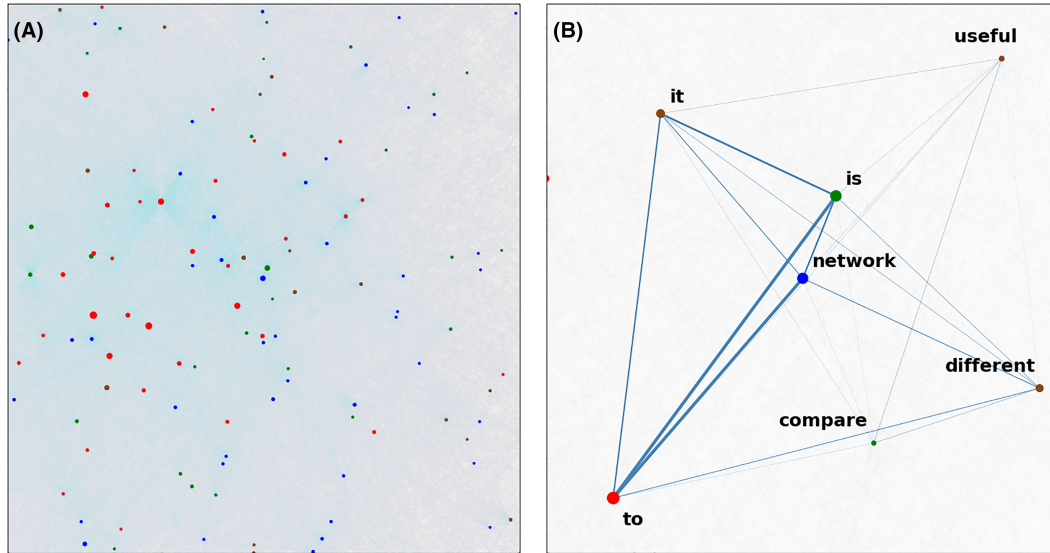 (A)
(B)
useful
it
is
network
different
compare
to